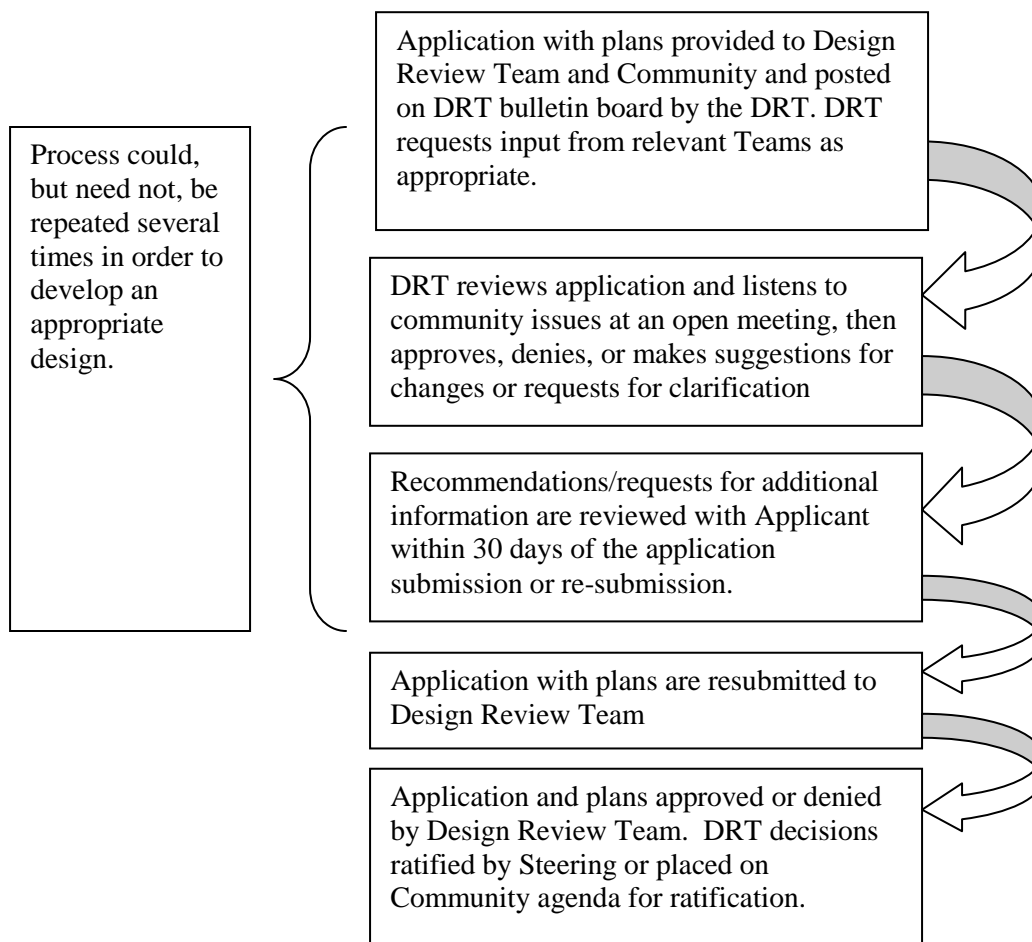 Application with plans provided to Design
Review Team and Community and posted
on DRT bulletin board by the DRT. DRT
requests input from relevant Teams as
appropriate.
Process could,
but need not, be
repeated several
times in order to
develop an
appropriate
design.
DRT reviews application and listens to
community issues at an open meeting, then
approves, denies, or makes suggestions for
changes or requests for clarification
Recommendations/requests for additional
information are reviewed with Applicant
within 30 days of the application
submission or re-submission.
Application with plans are resubmitted to
Design Review Team
Application and plans approved or denied
by Design Review Team.  DRT decisions
ratified by Steering or placed on
Community agenda for ratification.